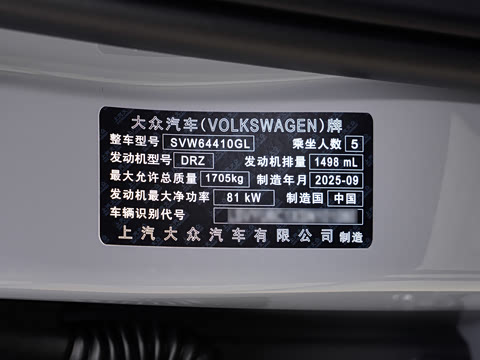 大众汽车(VOLKSWAGEN)牌
整车型号 SVW64410GL 乘坐人数 5
发动机型号 DRZ 发动机排量 1498 mL
最大允许总质量 1705kg 制造年月 2025-09
发动机最大净功率 81 kW 制造国 中国
车辆识别代号
上汽大众汽车有限公司 制造